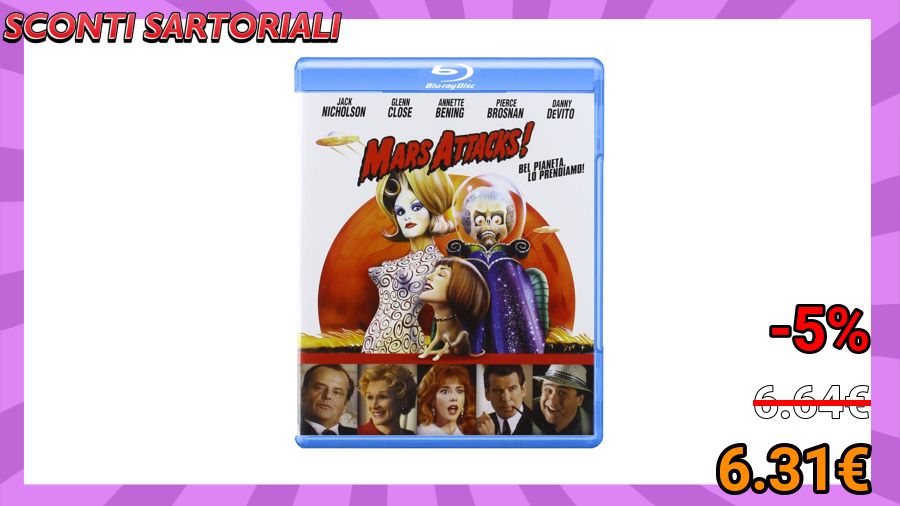 SCONTI SARTORIALI
Blu-ray Disc
JACK NICHOLSON
GLENN CLOSE
ANNETTE BENING
PIERCE BROSNAN
DANNY DeVITO
MARS ATTACKS!
BEL PIANETA,
LO PRENDIAMO!
-5%
6.64€
6.31€